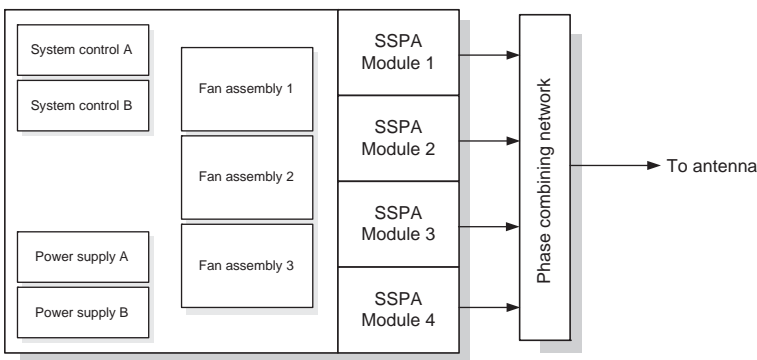 System control A
System control B
Power supply A
Power supply B
Fan assembly 1
Fan assembly 2
Fan assembly 3
SSPA
Module 1
SSPA
Module 2
SSPA
Module 3
SSPA
Module 4
Phase combining network
To antenna